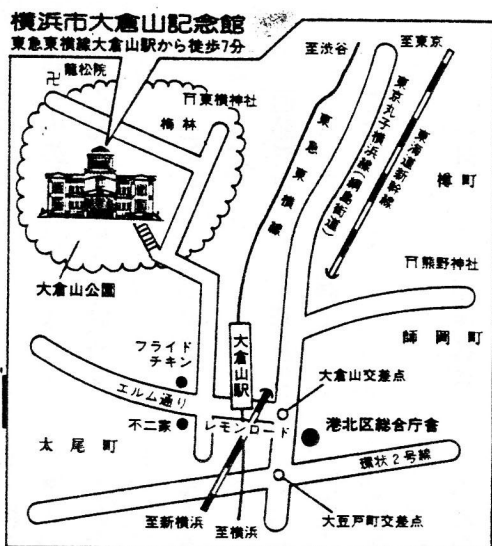 横浜市大倉山記念館
東急東横線大倉山駅から徒歩7分
至渋谷
至東京
龍松院
東横神社
梅林
東急東横線
東京丸子横浜線(綱島街道)
東海道新幹線
樽町
大倉山公園
熊野神社
師岡町
フライド
チキン
大倉山駅
大倉山交差点
エルム通り
レモンロード
不二家
港北区総合庁舎
太尾町
環状2号線
至新横浜
至横浜
大豆戸町交差点